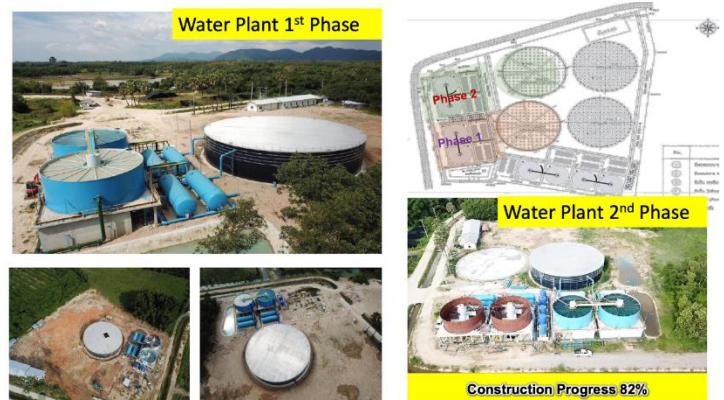 Water Plant 1st Phase
Phase 2
Phase 1
Water Plant 2nd Phase
Construction Progress 82%